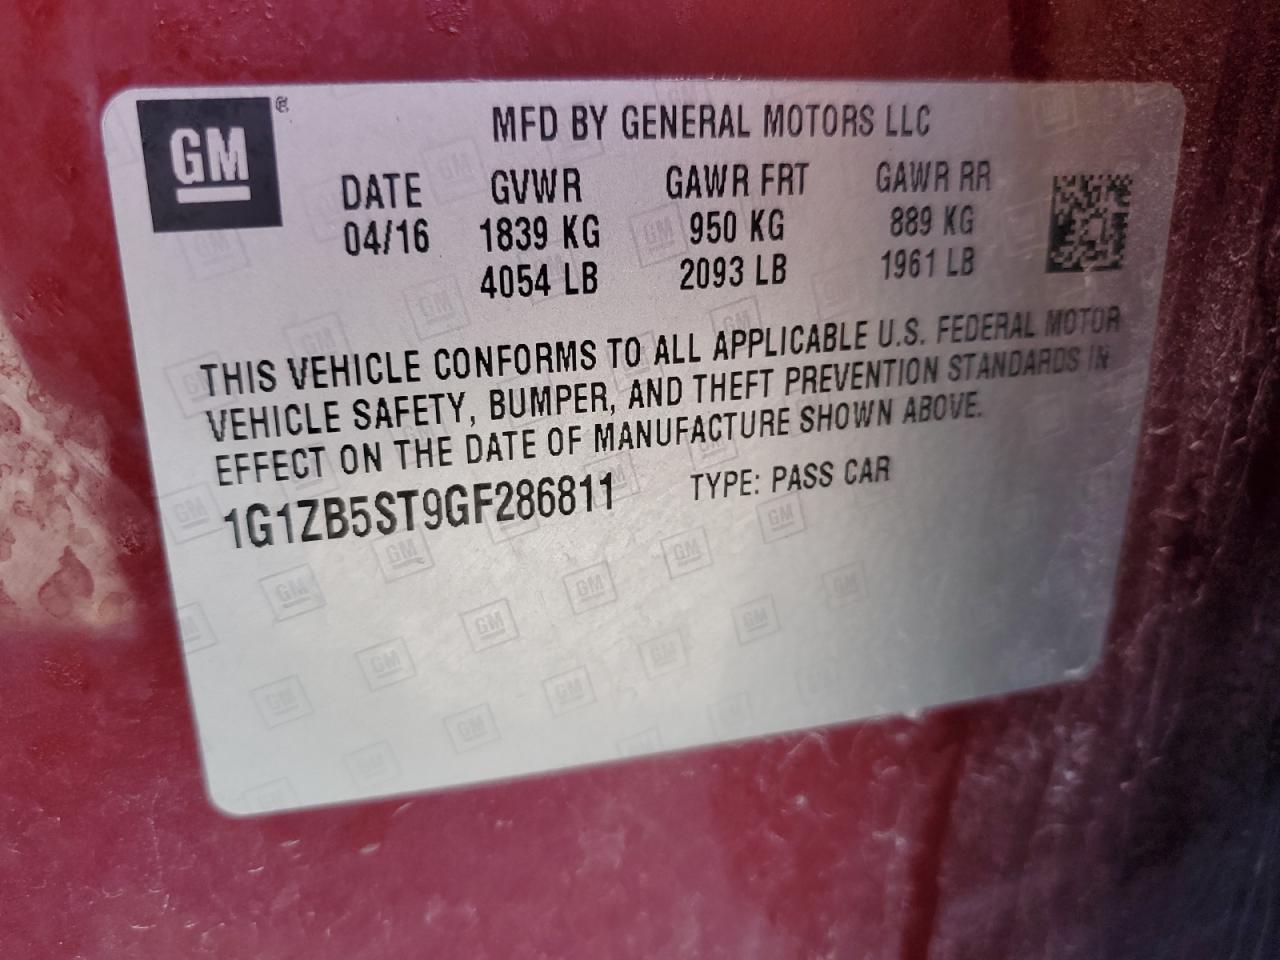 GM®
MFD BY GENERAL MOTORS LLC
DATE GVWR GAWR FRT GAWR RR
04/16 1839 KG 950 KG 889 KG
4054 LB 2093 LB 1961 LB
THIS VEHICLE CONFORMS TO ALL APPLICABLE U.S. FEDERAL MOTOR
VEHICLE SAFETY, BUMPER, AND THEFT PREVENTION STANDARDS IN
EFFECT ON THE DATE OF MANUFACTURE SHOWN ABOVE.
1G1ZB5ST9GF286811 TYPE: PASS CAR